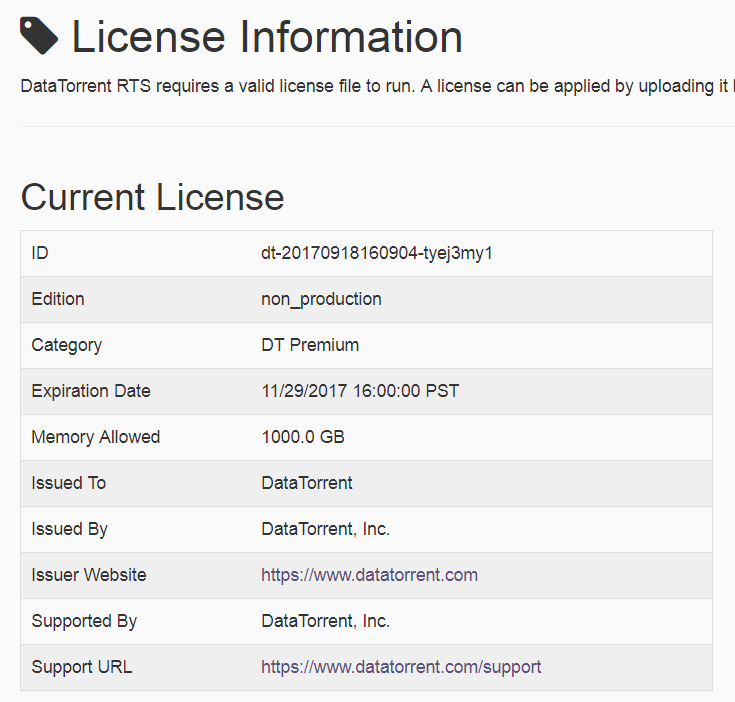 License Information
DataTorrent RTS requires a valid license file to run. A license can be applied by uploading it
Current License
ID dt-20170918160904-tyej3my1
Edition non_production
Category DT Premium
Expiration Date 11/29/2017 16:00:00 PST
Memory Allowed 1000.0 GB
Issued To DataTorrent
Issued By DataTorrent, Inc.
Issuer Website https://www.datatorrent.com
Supported By DataTorrent, Inc.
Support URL https://www.datatorrent.com/support